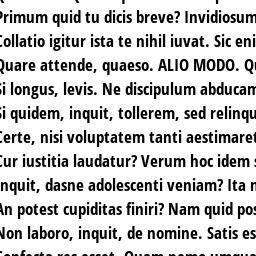 Primum quid tu dicis breve? Invidiosum
Collatio igitur ista te nihil iuvat. Sic eni
Quare attende, quaeso. ALIO MODO. Qu
Si longus, levis. Ne discipulum abducam
Si quidem, inquit, tollerem, sed relinqu
Certe, nisi voluptatem tanti aestimaret
Cur iustitia laudatur? Verum hoc idem s
Inquit, dasne adolescenti veniam? Ita n
An potest cupiditas finiri? Nam quid pos
Non laboro, inquit, de nomine. Satis es